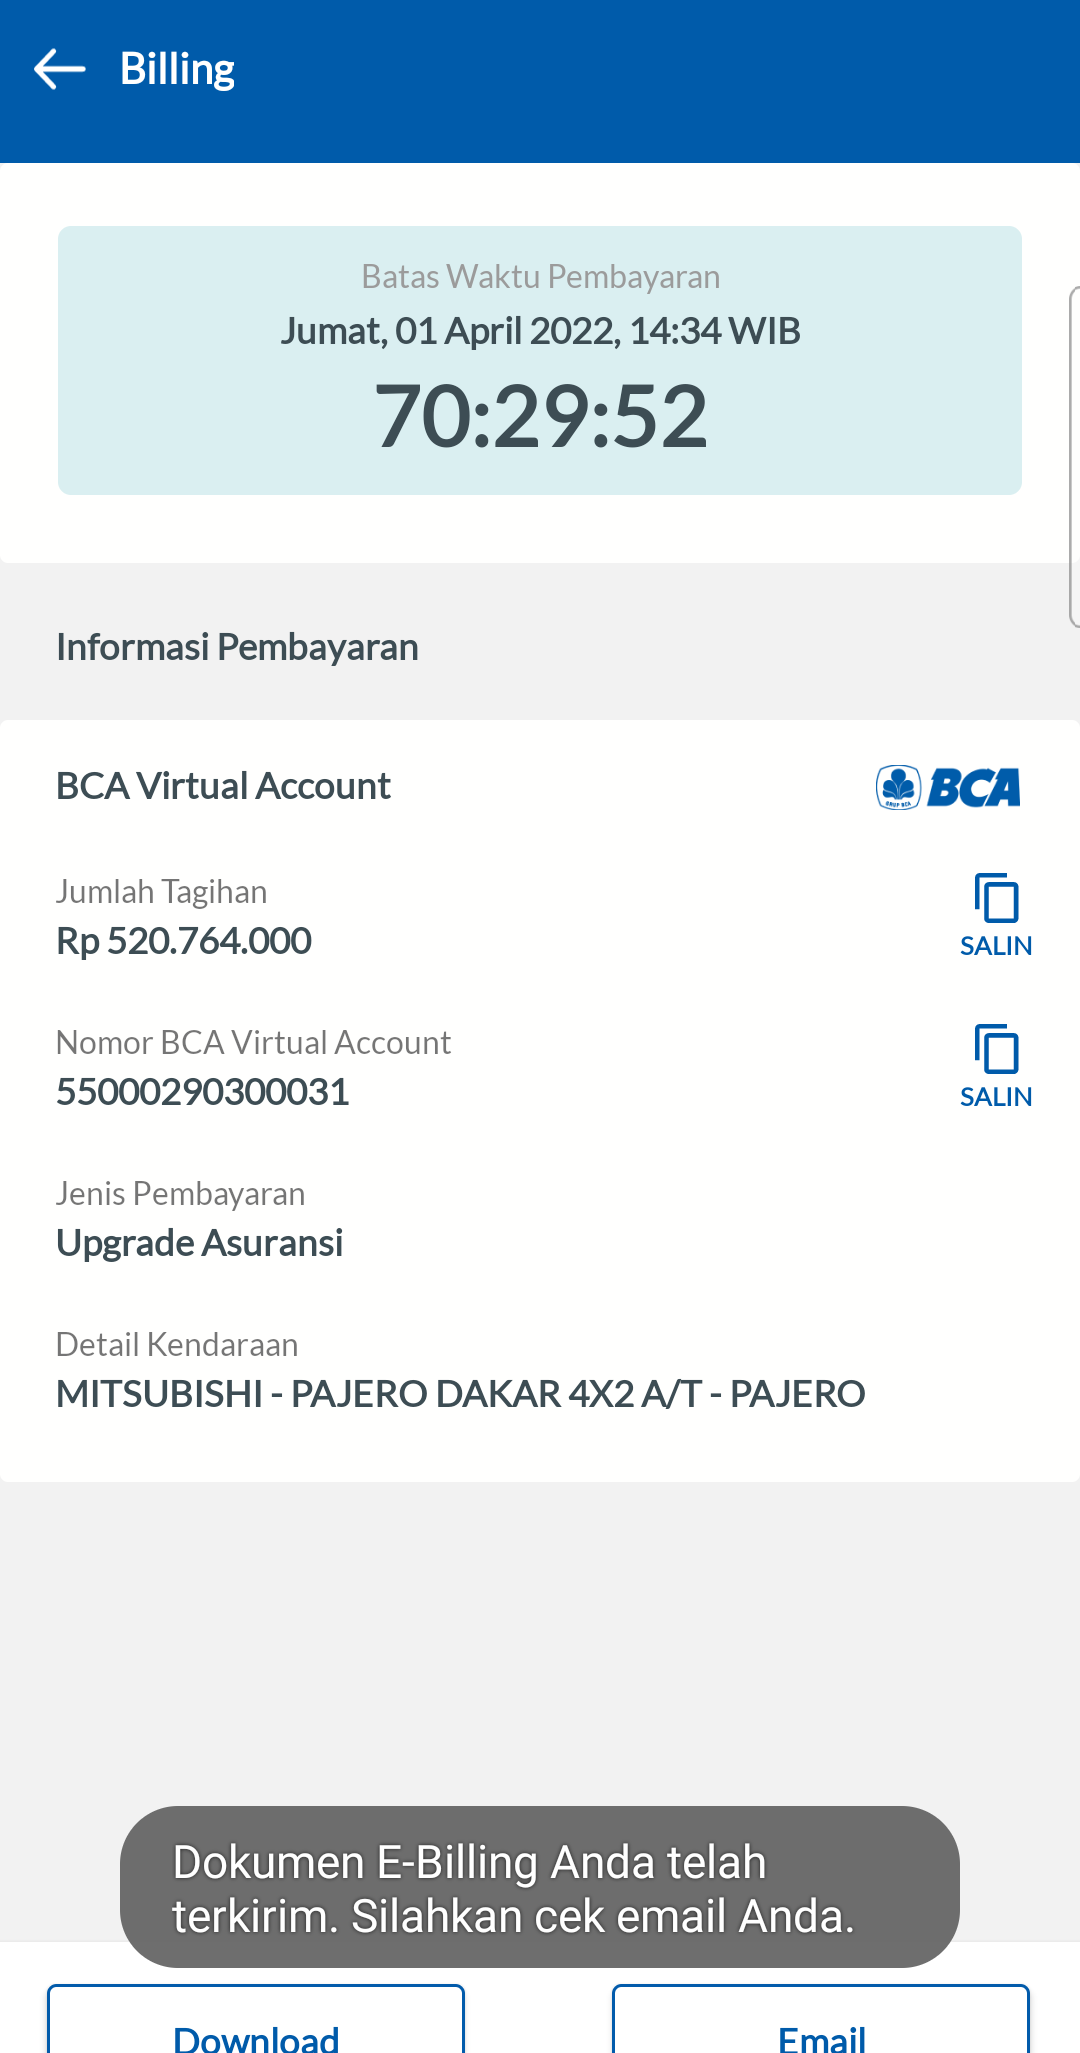 Billing
Batas Waktu Pembayaran
Jumat, 01 April 2022, 14:34 WIB
70:29:52
Informasi Pembayaran
BCA Virtual Account
BCA
Jumlah Tagihan
Rp 520.764.000
SALIN
Nomor BCA Virtual Account
55000290300031
SALIN
Jenis Pembayaran
Upgrade Asuransi
Detail Kendaraan
MITSUBISHI - PAJERO DAKAR 4X2 A/T - PAJERO
Dokumen E-Billing Anda telah
terkirim. Silahkan cek email Anda.
Download
Email